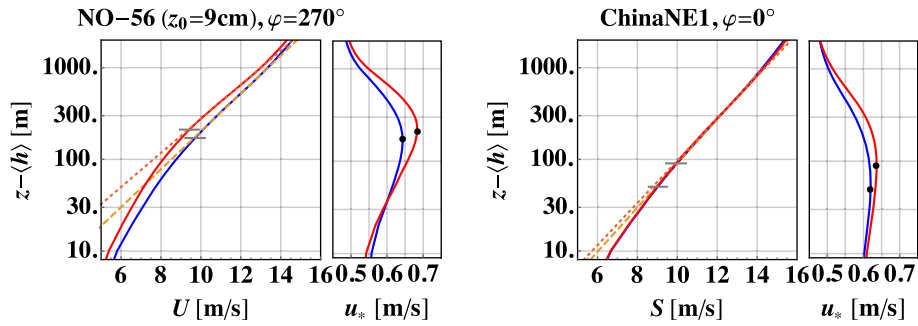 NO−56 (z₀=9cm), φ=270°
z−⟨h⟩ [m]
1000.
300.
100.
30.
10.
6 8 10 12 14 16
U [m/s]
0.5 0.6 0.7
u* [m/s]
ChinaNE1, φ=0°
z−⟨h⟩ [m]
1000.
300.
100.
30.
10.
6 8 10 12 14 16
S [m/s]
0.5 0.6 0.7
u* [m/s]